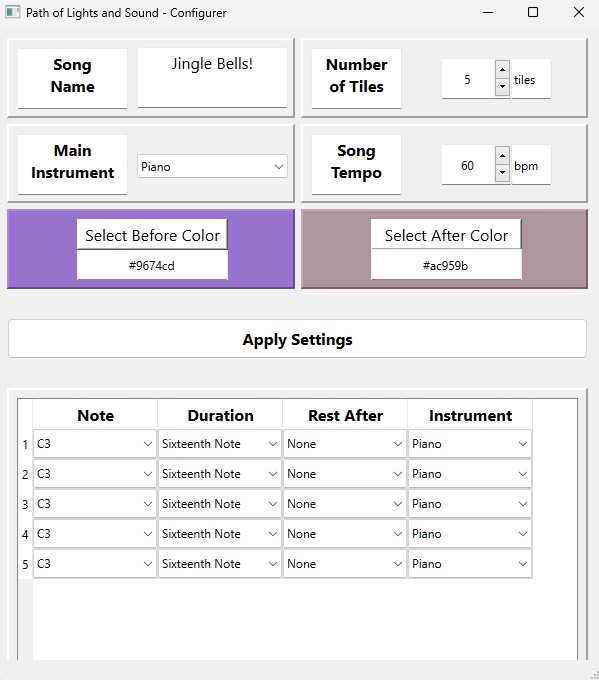 Path of Lights and Sound - Configurer
Song
Name
Jingle Bells!
Number
of Tiles
5
tiles
Main
Instrument
Piano
Song
Tempo
60
bpm
Select Before Color
#9674cd
Select After Color
#ac959b
Apply Settings
Note Duration Rest After Instrument
1 C3 Sixteenth Note None Piano
2 C3 Sixteenth Note None Piano
3 C3 Sixteenth Note None Piano
4 C3 Sixteenth Note None Piano
5 C3 Sixteenth Note None Piano